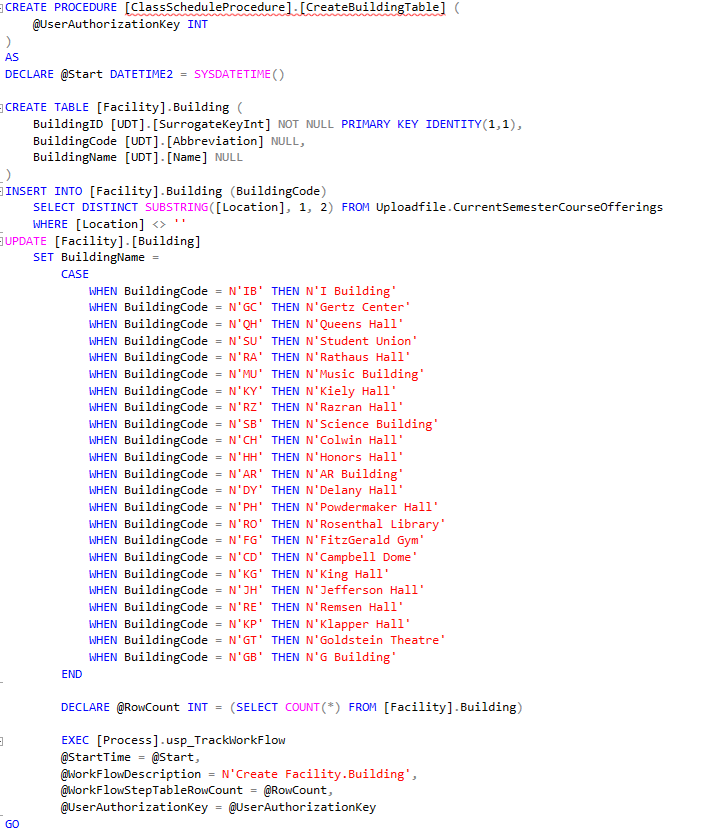 CREATE PROCEDURE [ClassScheduleProcedure].[CreateBuildingTable] (
    @UserAuthorizationKey INT
)
AS
DECLARE @Start DATETIME2 = SYSDATETIME()
CREATE TABLE [Facility].Building (
    BuildingID [UDT].[SurrogateKeyInt] NOT NULL PRIMARY KEY IDENTITY(1,1),
    BuildingCode [UDT].[Abbreviation] NULL,
    BuildingName [UDT].[Name] NULL
)
INSERT INTO [Facility].Building (BuildingCode)
    SELECT DISTINCT SUBSTRING([Location], 1, 2) FROM Uploadfile.CurrentSemesterCourseOfferings
    WHERE [Location] <> ''
UPDATE [Facility].[Building]
    SET BuildingName =
        CASE
            WHEN BuildingCode = N'IB' THEN N'I Building'
            WHEN BuildingCode = N'GC' THEN N'Gertz Center'
            WHEN BuildingCode = N'QH' THEN N'Queens Hall'
            WHEN BuildingCode = N'SU' THEN N'Student Union'
            WHEN BuildingCode = N'RA' THEN N'Rathaus Hall'
            WHEN BuildingCode = N'MU' THEN N'Music Building'
            WHEN BuildingCode = N'KY' THEN N'Kiely Hall'
            WHEN BuildingCode = N'RZ' THEN N'Razran Hall'
            WHEN BuildingCode = N'SB' THEN N'Science Building'
            WHEN BuildingCode = N'CH' THEN N'Colwin Hall'
            WHEN BuildingCode = N'HH' THEN N'Honors Hall'
            WHEN BuildingCode = N'AR' THEN N'AR Building'
            WHEN BuildingCode = N'DY' THEN N'Delany Hall'
            WHEN BuildingCode = N'PH' THEN N'Powdermaker Hall'
            WHEN BuildingCode = N'RO' THEN N'Rosenthal Library'
            WHEN BuildingCode = N'FG' THEN N'FitzGerald Gym'
            WHEN BuildingCode = N'CD' THEN N'Campbell Dome'
            WHEN BuildingCode = N'KG' THEN N'King Hall'
            WHEN BuildingCode = N'JH' THEN N'Jefferson Hall'
            WHEN BuildingCode = N'RE' THEN N'Remsen Hall'
            WHEN BuildingCode = N'KP' THEN N'Klapper Hall'
            WHEN BuildingCode = N'GT' THEN N'Goldstein Theatre'
            WHEN BuildingCode = N'GB' THEN N'G Building'
        END
        DECLARE @RowCount INT = (SELECT COUNT(*) FROM [Facility].Building)
        EXEC [Process].usp_TrackWorkFlow
        @StartTime = @Start,
        @WorkFlowDescription = N'Create Facility.Building',
        @WorkFlowStepTableRowCount = @RowCount,
        @UserAuthorizationKey = @UserAuthorizationKey
GO